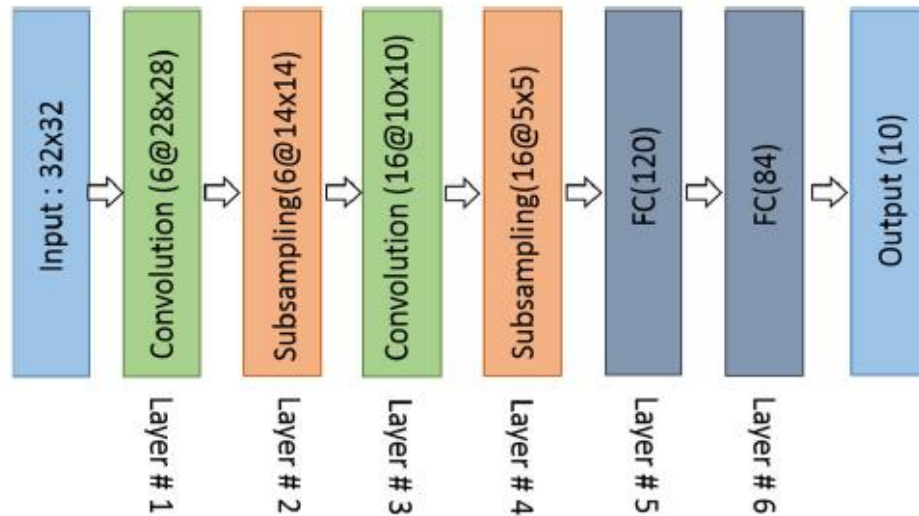 Input : 32x32
Convolution (6@28x28)
Subsampling(6@14x14)
Convolution (16@10x10)
Subsampling(16@5x5)
FC(120)
FC(84)
Output (10)
Layer # 1
Layer # 2
Layer # 3
Layer # 4
Layer # 5
Layer # 6